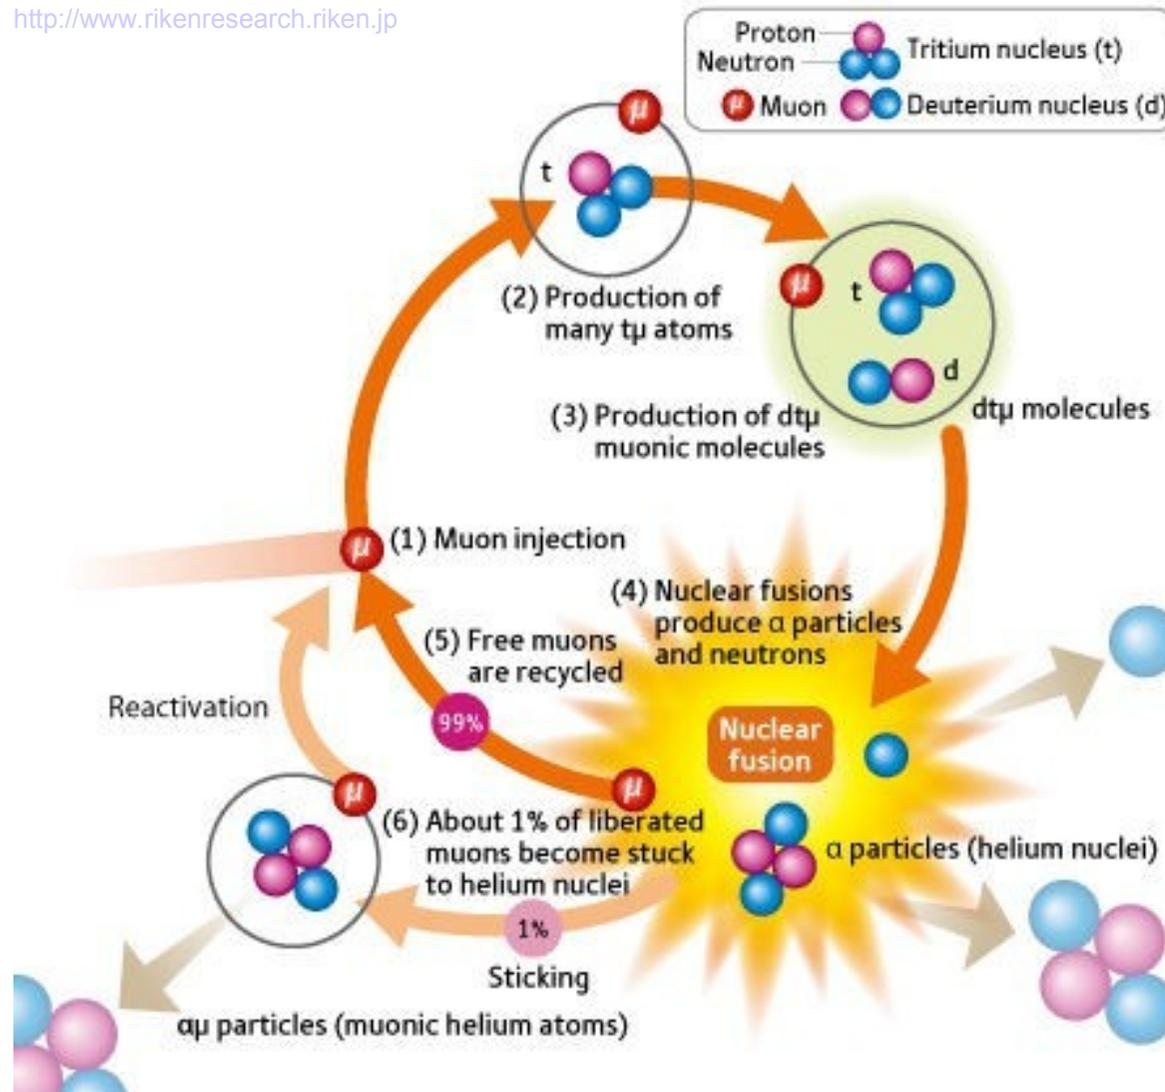 http://www.rikenresearch.riken.jp
Proton
Neutron
Tritium nucleus (t)
μ Muon
Deuterium nucleus (d)
μ
t
(2) Production of
many tμ atoms
μ
t
d
(3) Production of dtμ
muonic molecules
dtμ molecules
μ
(1) Muon injection
(4) Nuclear fusions
produce α particles
and neutrons
(5) Free muons
are recycled
Reactivation
99%
Nuclear
fusion
μ
μ
(6) About 1% of liberated
muons become stuck
to helium nuclei
α particles (helium nuclei)
1%
Sticking
αμ particles (muonic helium atoms)